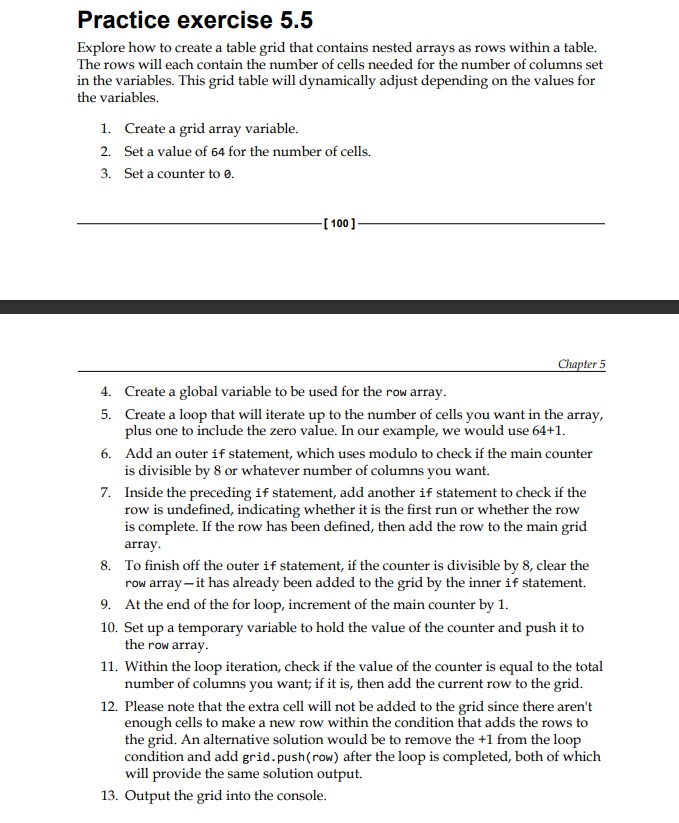 Practice exercise 5.5
Explore how to create a table grid that contains nested arrays as rows within a table.
The rows will each contain the number of cells needed for the number of columns set
in the variables. This grid table will dynamically adjust depending on the values for
the variables.
1. Create a grid array variable.
2. Set a value of 64 for the number of cells.
3. Set a counter to 0.
[ 100 ]
Chapter 5
4. Create a global variable to be used for the row array.
5. Create a loop that will iterate up to the number of cells you want in the array,
plus one to include the zero value. In our example, we would use 64+1.
6. Add an outer if statement, which uses modulo to check if the main counter
is divisible by 8 or whatever number of columns you want.
7. Inside the preceding if statement, add another if statement to check if the
row is undefined, indicating whether it is the first run or whether the row
is complete. If the row has been defined, then add the row to the main grid
array.
8. To finish off the outer if statement, if the counter is divisible by 8, clear the
row array—it has already been added to the grid by the inner if statement.
9. At the end of the for loop, increment of the main counter by 1.
10. Set up a temporary variable to hold the value of the counter and push it to
the row array.
11. Within the loop iteration, check if the value of the counter is equal to the total
number of columns you want; if it is, then add the current row to the grid.
12. Please note that the extra cell will not be added to the grid since there aren't
enough cells to make a new row within the condition that adds the rows to
the grid. An alternative solution would be to remove the +1 from the loop
condition and add grid.push(row) after the loop is completed, both of which
will provide the same solution output.
13. Output the grid into the console.